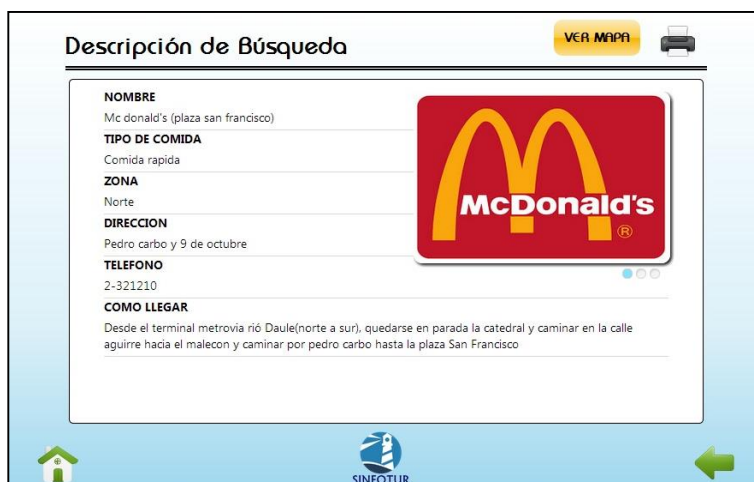 Descripción de Búsqueda
VER MAPA
NOMBRE
Mc donald's (plaza san francisco)
TIPO DE COMIDA
Comida rapida
ZONA
Norte
DIRECCION
Pedro carbo y 9 de octubre
TELEFONO
2-321210
COMO LLEGAR
Desde el terminal metrovia rió Daule(norte a sur), quedarse en parada la catedral y caminar en la calle
aguirre hacia el malecon y caminar por pedro carbo hasta la plaza San Francisco
McDonald's
®
SINFOTUR